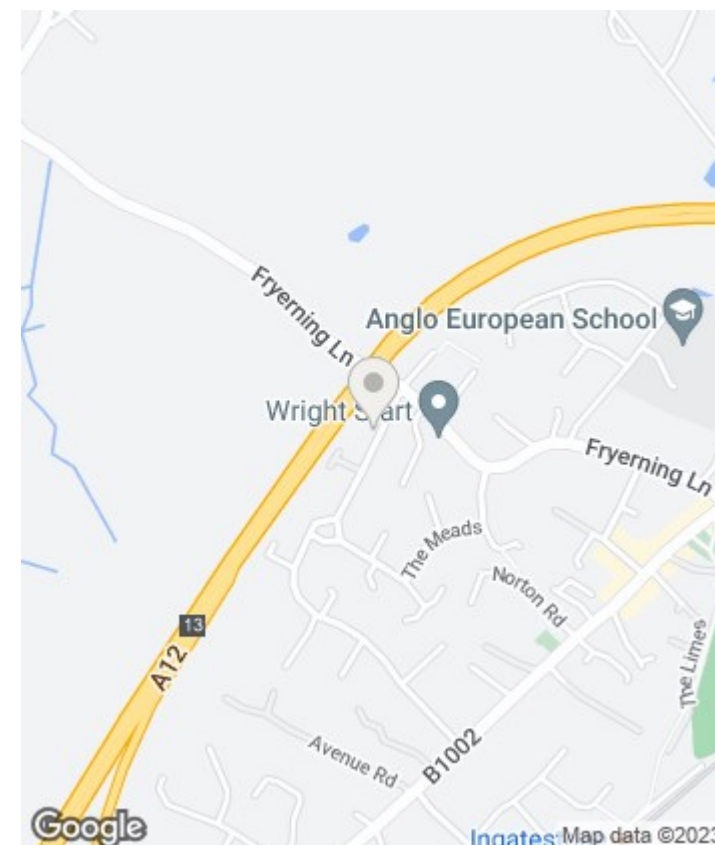 Fryerning Ln
Anglo European School
Wright Start
Fryerning Ln
The Meads
Norton Rd
The Limes
13
A12
B1002
Avenue Rd
Google
Map data ©2023